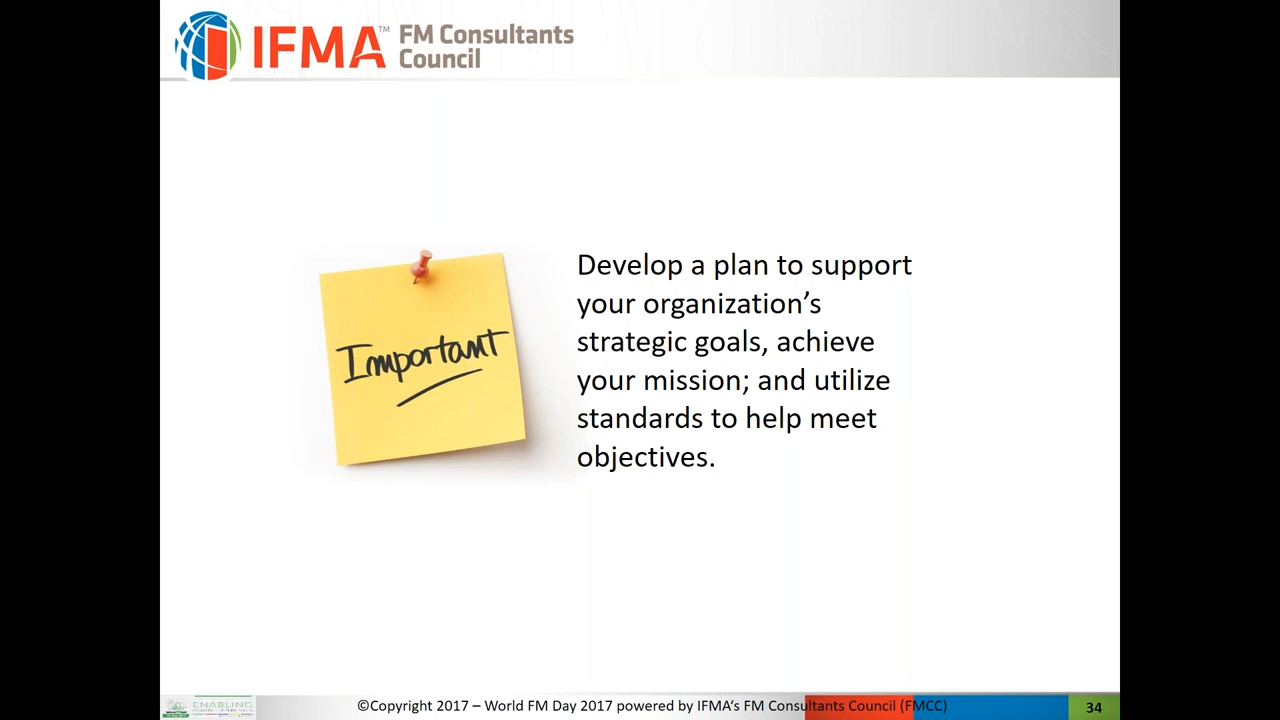 IFMA™ FM Consultants
Council
Important
Develop a plan to support
your organization’s
strategic goals, achieve
your mission; and utilize
standards to help meet
objectives.
ENABLING
©Copyright 2017 – World FM Day 2017 powered by IFMA‘s FM Consultants Council (FMCC)
34